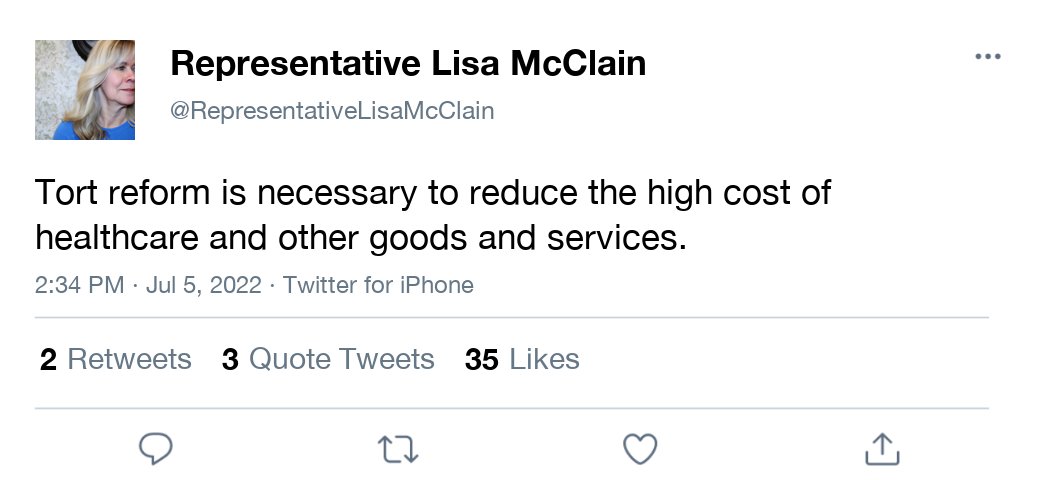 Representative Lisa McClain
@RepresentativeLisaMcClain
Tort reform is necessary to reduce the high cost of
healthcare and other goods and services.
2:34 PM · Jul 5, 2022 · Twitter for iPhone
2 Retweets 3 Quote Tweets 35 Likes